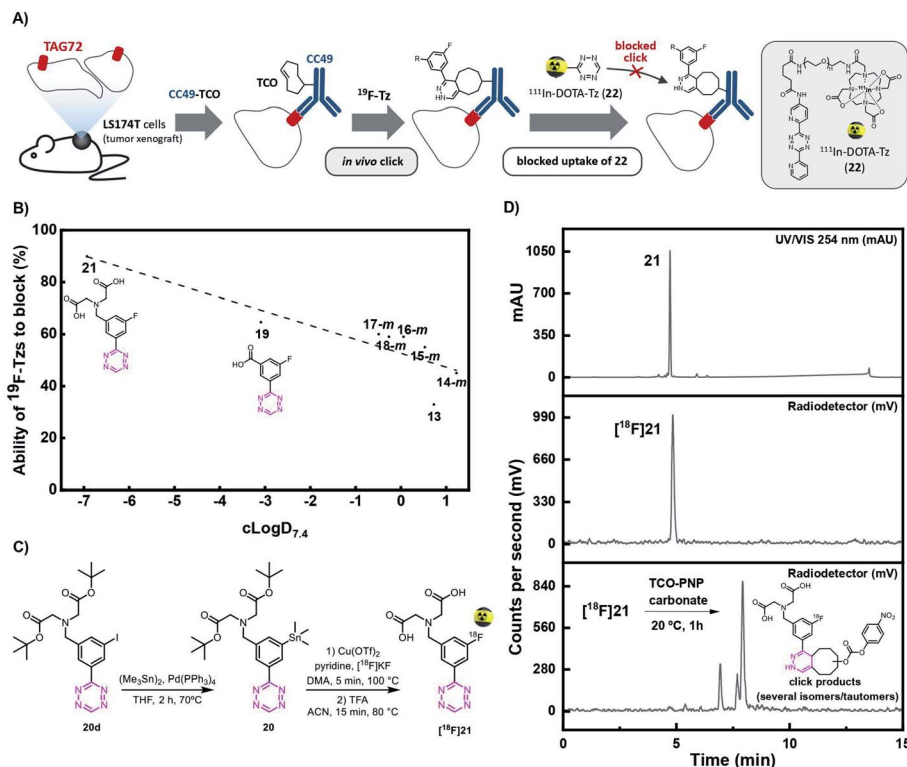 A)
TAG72
LS174T cells
(tumor xenograft)
CC49-TCO
TCO
CC49
¹⁹F-Tz
in vivo click
R
F
HN-N
¹¹¹In-DOTA-Tz (22)
blocked
click
blocked uptake of 22
R
F
HN-N
¹¹¹In-DOTA-Tz
(22)
B)
Ability of ¹⁹F-Tzs to block (%)
100
80
60
40
20
0
21
19
17-m
16-m
18-m
15-m
14-m
13
-7
-6
-5
-4
-3
-2
-1
0
1
cLogD7.4
C)
20d
(Me₃Sn)₂, Pd(PPh₃)₄
THF, 2 h, 70ºC
20
1) Cu(OTf)₂
pyridine, [¹⁸F]KF
DMA, 5 min, 100 °C
2) TFA
ACN, 15 min, 80 °C
[¹⁸F]21
D)
UV/VIS 254 nm (mAU)
21
mAU
1050
700
350
0
Radiodetector (mV)
[¹⁸F]21
990
660
330
0
Counts per second (mV)
Radiodetector (mV)
[¹⁸F]21
TCO-PNP
carbonate
20 ºC, 1h
click products
(several isomers/tautomers)
840
560
280
0
0
5
10
15
Time (min)